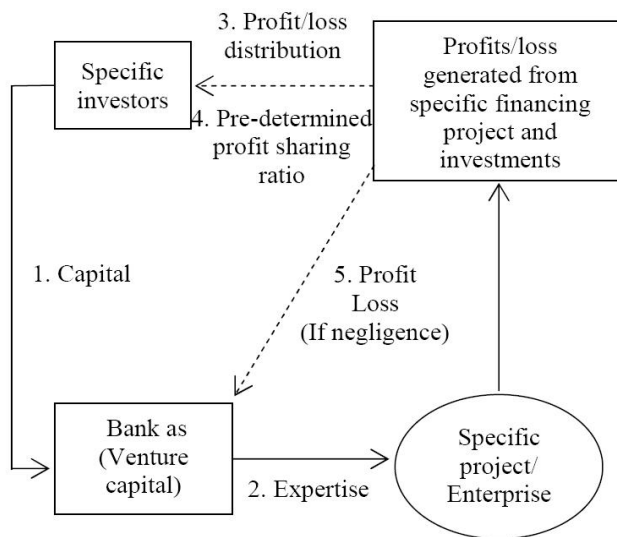 3. Profit/loss
distribution
Specific
investors
4. Pre-determined
profit sharing
ratio
Profits/loss
generated from
specific financing
project and
investments
1. Capital
5. Profit
Loss
(If negligence)
Bank as
(Venture
capital)
2. Expertise
Specific
project/
Enterprise